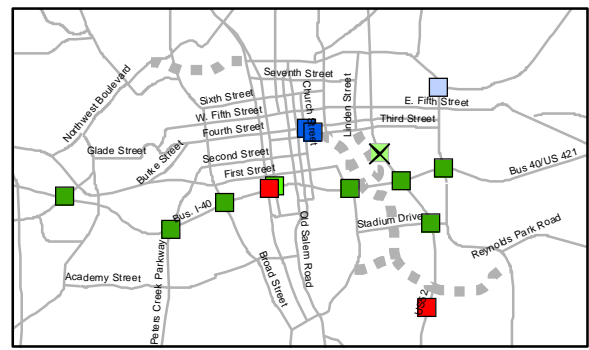 Northwest Boulevard
Seventh Street
Sixth Street
Church Street
Linden Street
W. Fifth Street
E. Fifth Street
Fourth Street
Third Street
Glade Street
Burke Street
Second Street
First Street
Bus 40/US 421
Bus. I-40
Stadium Drive
Old Salem Road
Reynolds Park Road
Broad Street
Peters Creek Parkway
Academy Street